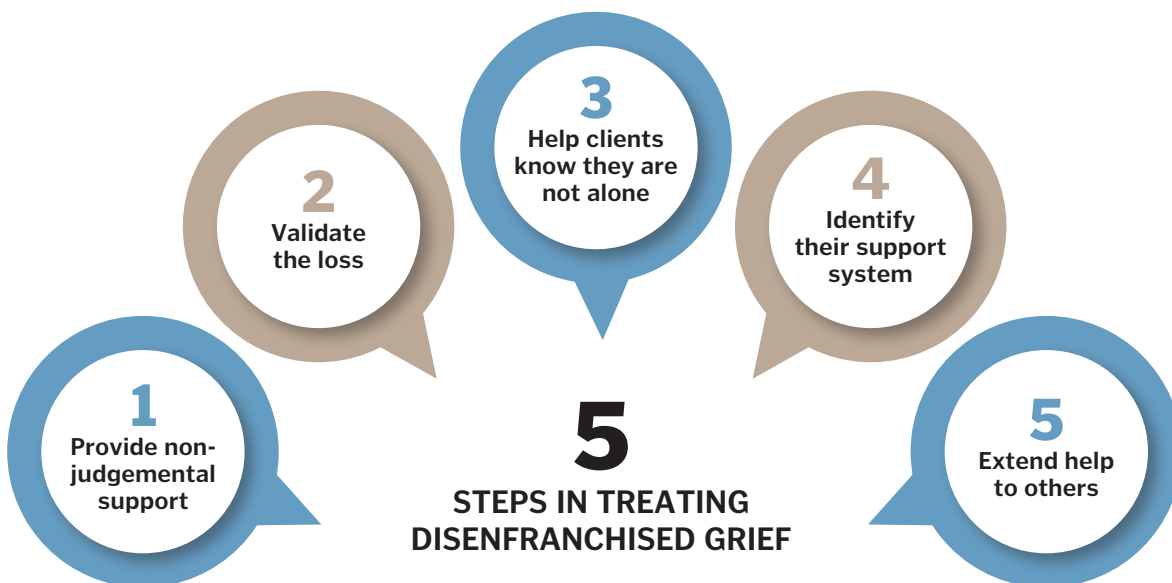 1
Provide non-
judgemental
support
2
Validate
the loss
3
Help clients
know they are
not alone
4
Identify
their support
system
5
Extend help
to others
5
STEPS IN TREATING
DISENFRANCHISED GRIEF